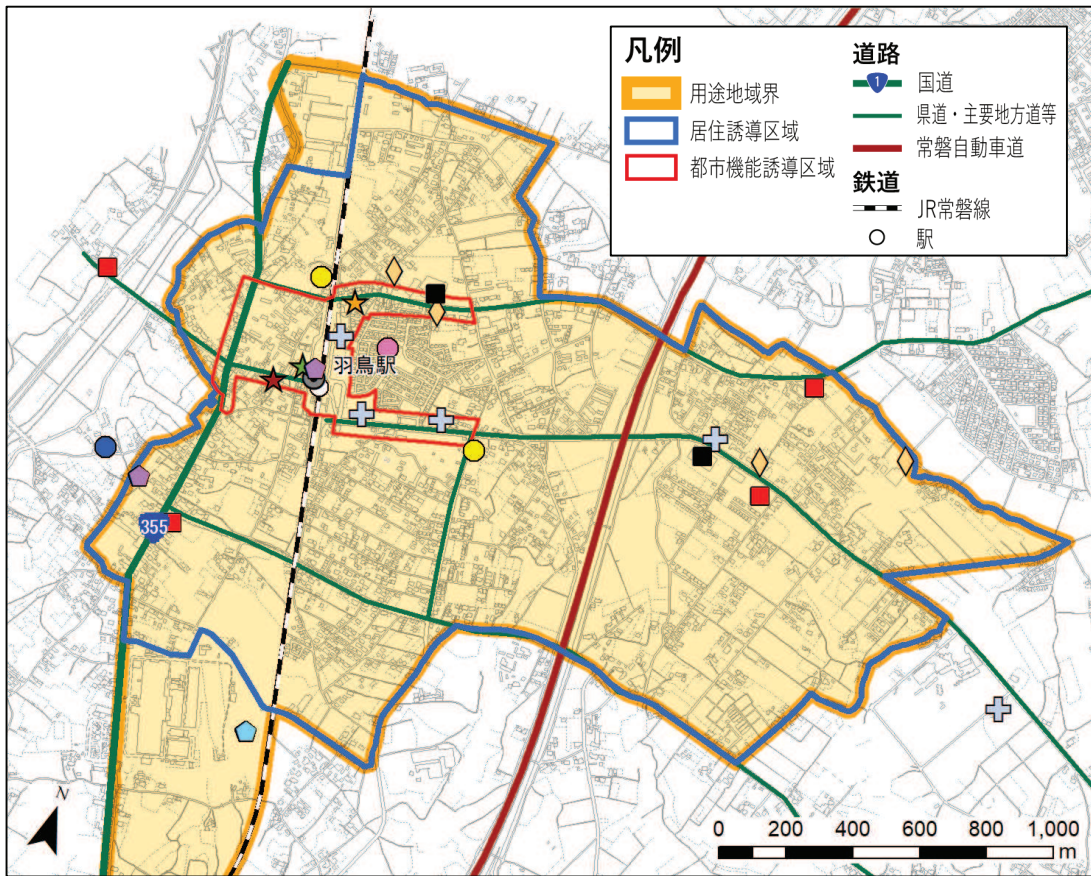 凡例
用途地域界
居住誘導区域
都市機能誘導区域
道路
1
国道
県道・主要地方道等
常磐自動車道
鉄道
JR常磐線
駅
羽鳥駅
355
N
0 200 400 600 800 1,000
m